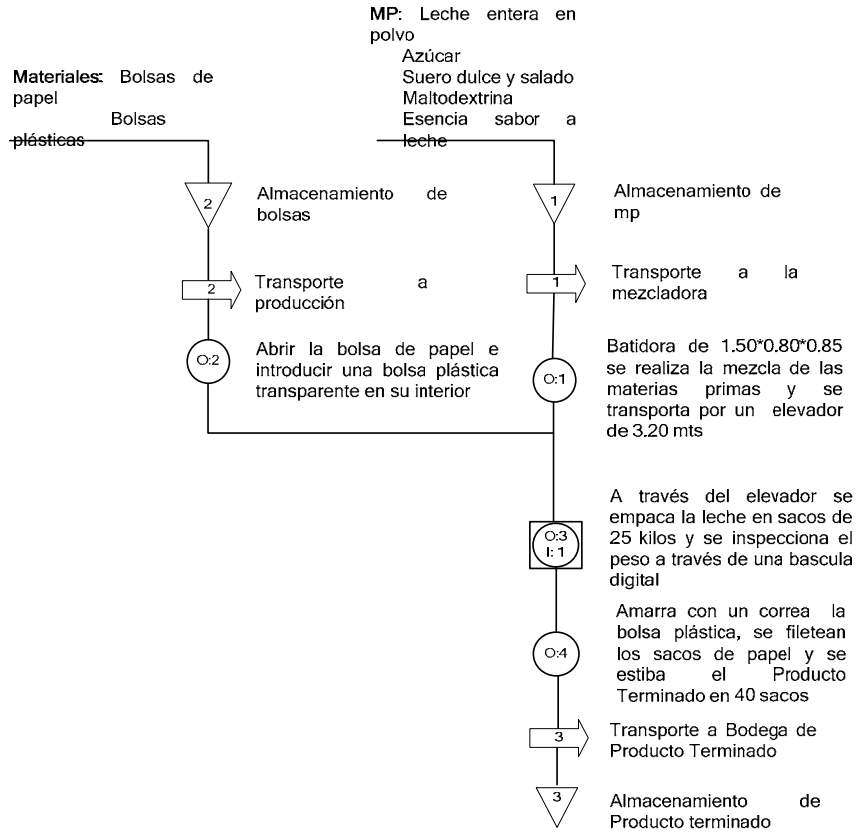 MP: Leche entera en
polvo
Azúcar
Suero dulce y salado
Maltodextrina
Esencia sabor a
leche
Materiales: Bolsas de
papel
Bolsas
plásticas
2
Almacenamiento de
bolsas
1
Almacenamiento de
mp
2
Transporte a
producción
1
Transporte a la
mezcladora
O:2
Abrir la bolsa de papel e
introducir una bolsa plástica
transparente en su interior
O:1
Batidora de 1.50*0.80*0.85
se realiza la mezcla de las
materias primas y se
transporta por un elevador
de 3.20 mts
O:3
I: 1
A través del elevador se
empaca la leche en sacos de
25 kilos y se inspecciona el
peso a través de una bascula
digital
O:4
Amarra con un correa la
bolsa plástica, se filetean
los sacos de papel y se
estiba el Producto
Terminado en 40 sacos
3
Transporte a Bodega de
Producto Terminado
3
Almacenamiento de
Producto terminado